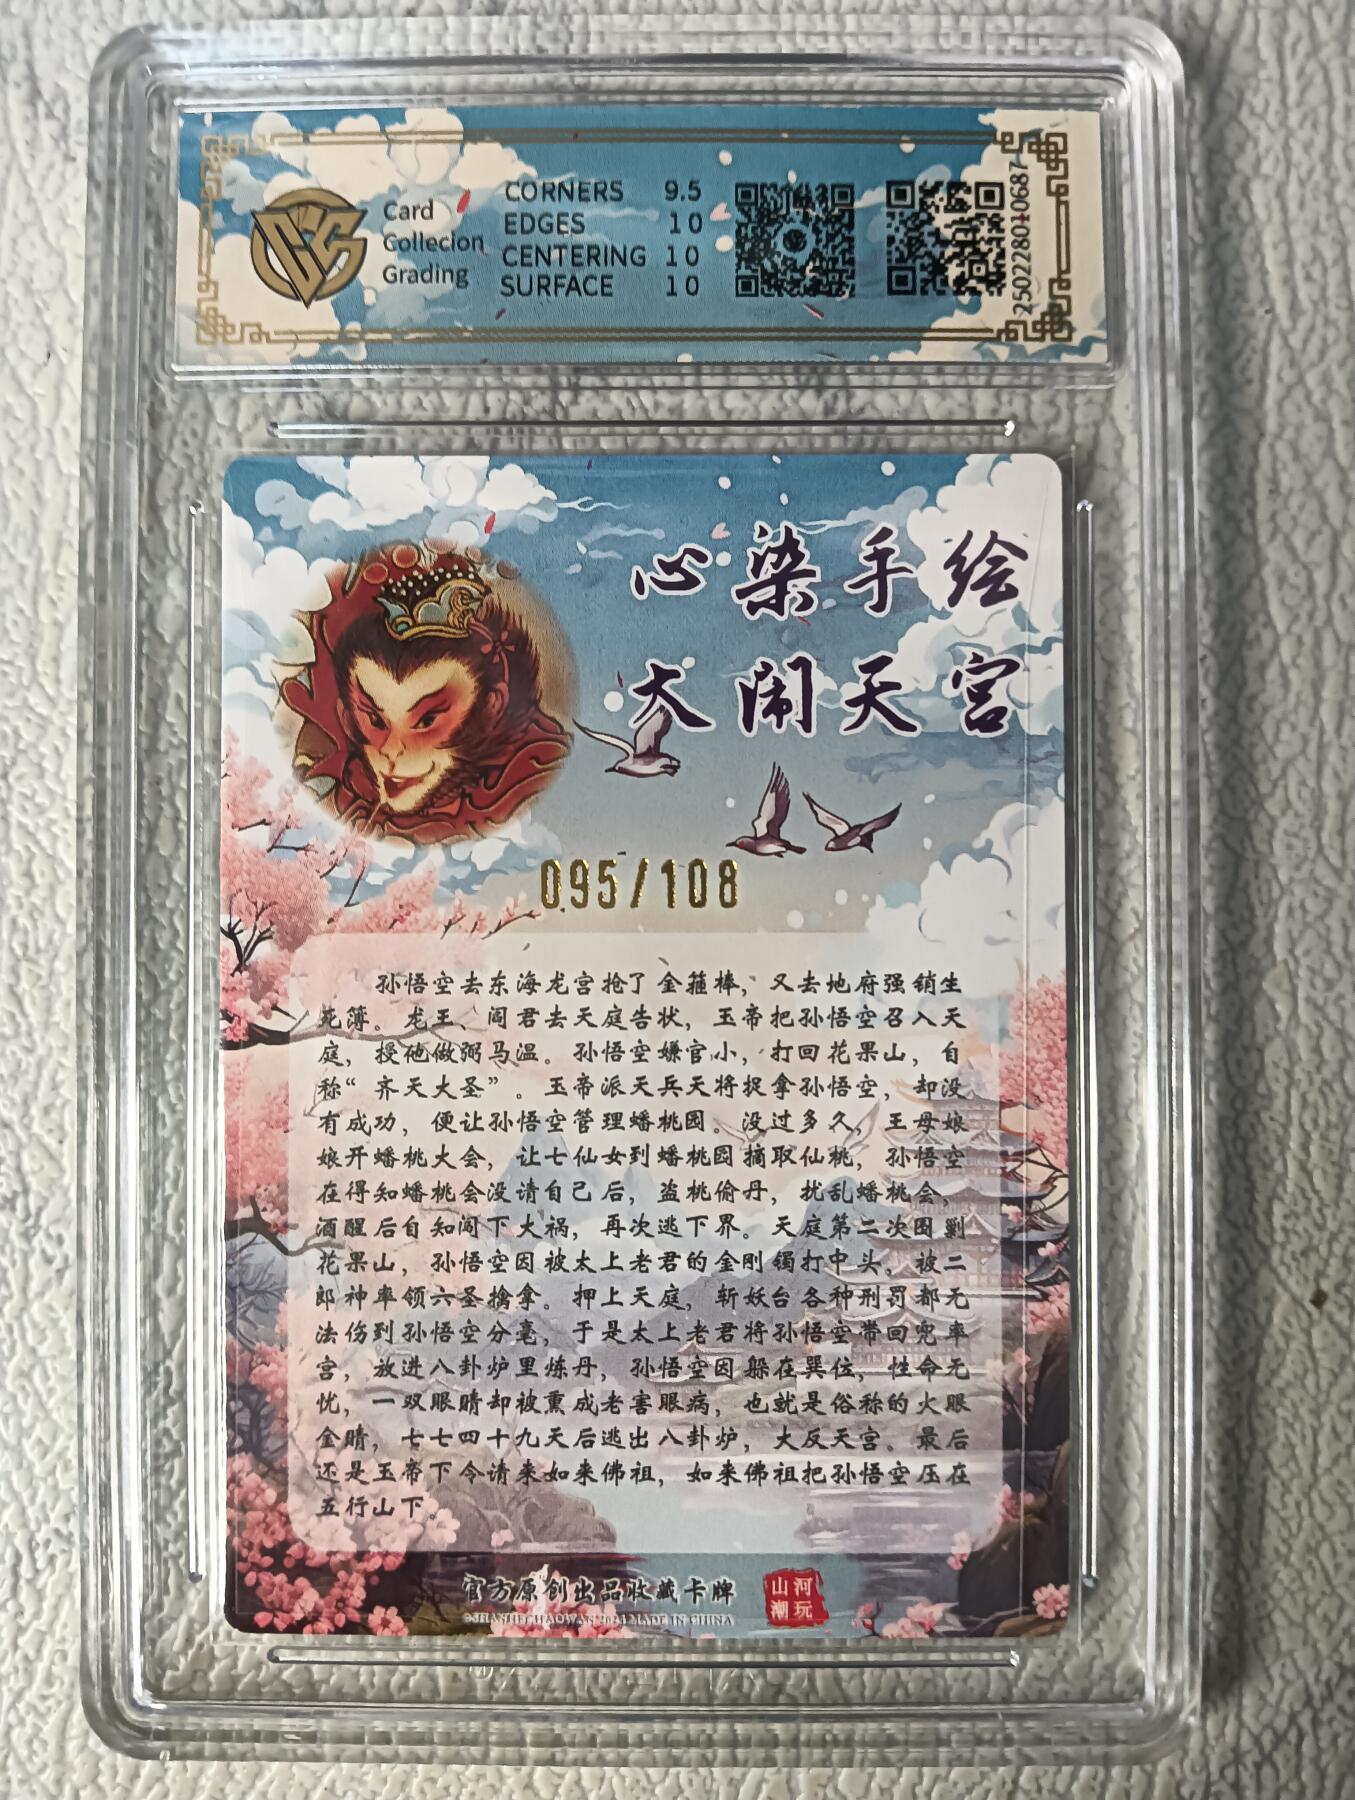 Card
Collecion
Grading
CORNERS 9.5
EDGES 10
CENTERING 10
SURFACE 10
250228010687
心染手绘
大闹天宫
095/108
孙悟空去东海龙宫抢了金箍棒，又去地府强销生
死簿。龙王、阎君去天庭告状，玉帝把孙悟空召入天
庭，授他做弼马温。孙悟空嫌官小，打回花果山，自
称“齐天大圣”。玉帝派天兵天将捉拿孙悟空，却没
有成功，便让孙悟空管理蟠桃园。没过多久，王母娘
娘开蟠桃大会，让七仙女到蟠桃园摘取仙桃，孙悟空
在得知蟠桃会没请自己后，盗桃偷丹，扰乱蟠桃会，
酒醒后自知闯下大祸，再次逃下界。天庭第二次围剿
花果山，孙悟空因被太上老君的金刚镯打中头，被二
郎神率领六圣擒拿。押上天庭，斩妖台各种刑罚都无
法伤到孙悟空分毫，于是太上老君将孙悟空带回兜率
宫，放进八卦炉里炼丹，孙悟空因躲在巽位，性命无
忧，一双眼睛却被熏成老害眼病，也就是俗称的火眼
金睛，七七四十九天后逃出八卦炉，大反天宫。最后
还是玉帝下令请来如来佛祖，如来佛祖把孙悟空压在
五行山下。
官方原创出品收藏卡牌
©SHANHECHAOWAN 2024 MADE IN CHINA
山河
潮玩